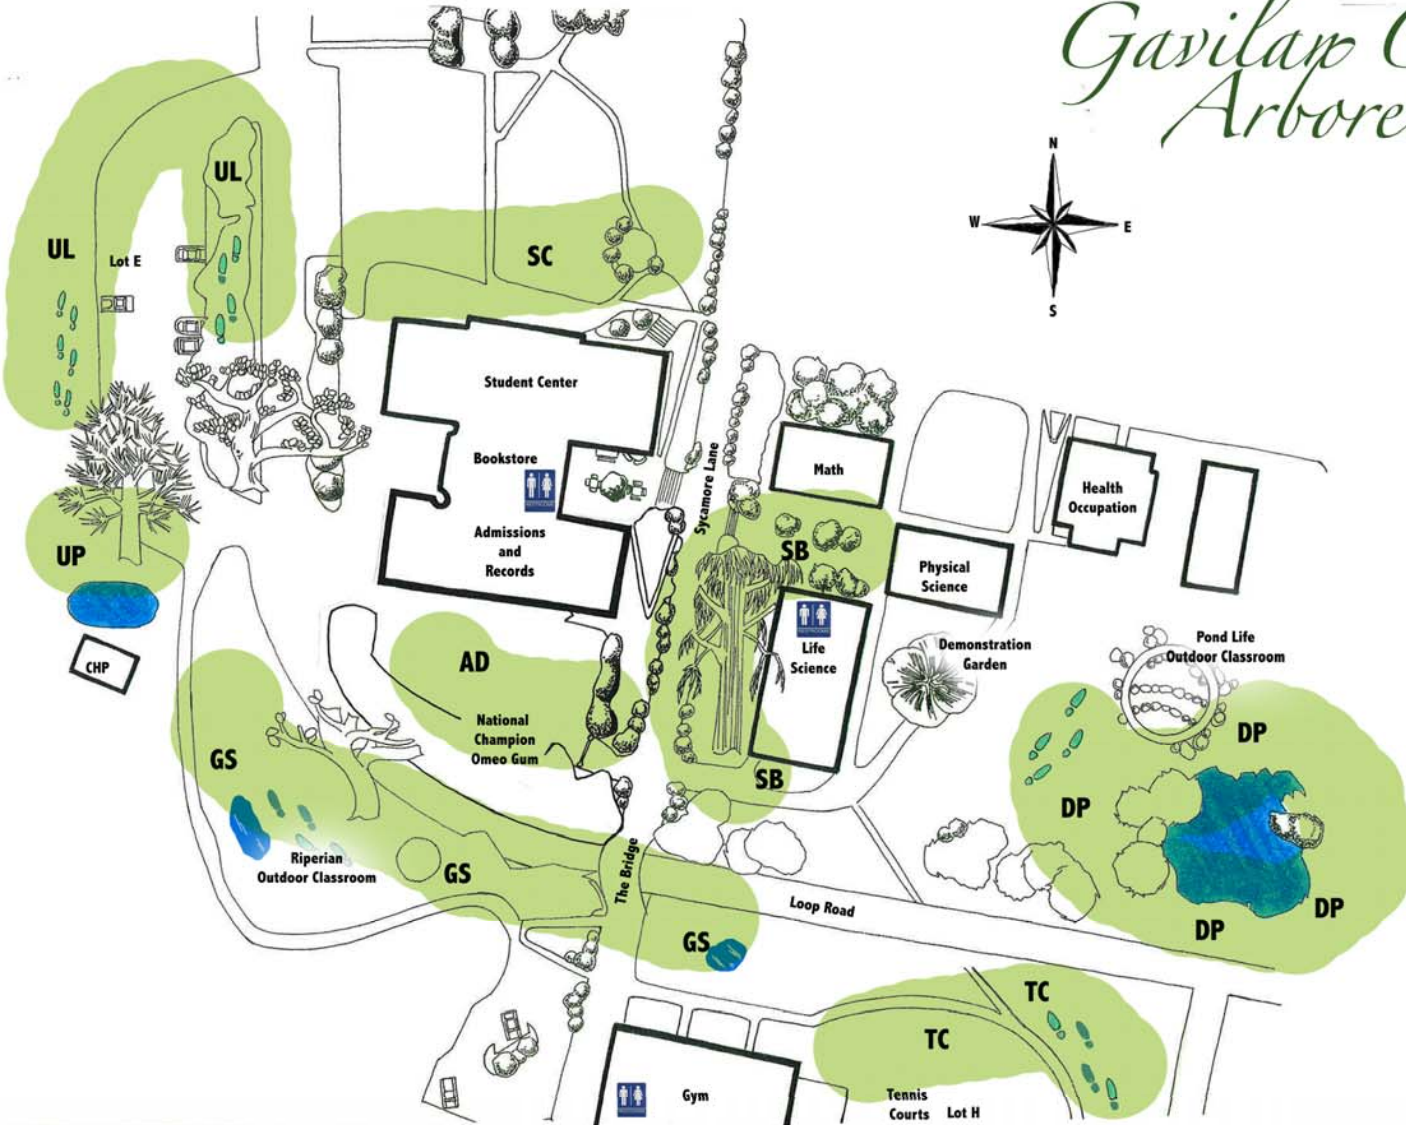 Gavilan C
Arbore
N
W
E
S
UL
UL
Lot E
SC
Student Center
Bookstore
Sycamore Lane
Math
Health
Occupation
Admissions
and
Records
SB
Physical
Science
UP
CHP
Life
Science
Demonstration
Garden
Pond Life
Outdoor Classroom
AD
National
Champion
Omeo Gum
GS
SB
DP
DP
Riperian
Outdoor Classroom
GS
The Bridge
Loop Road
DP
DP
GS
TC
TC
Gym
Tennis
Courts
Lot H